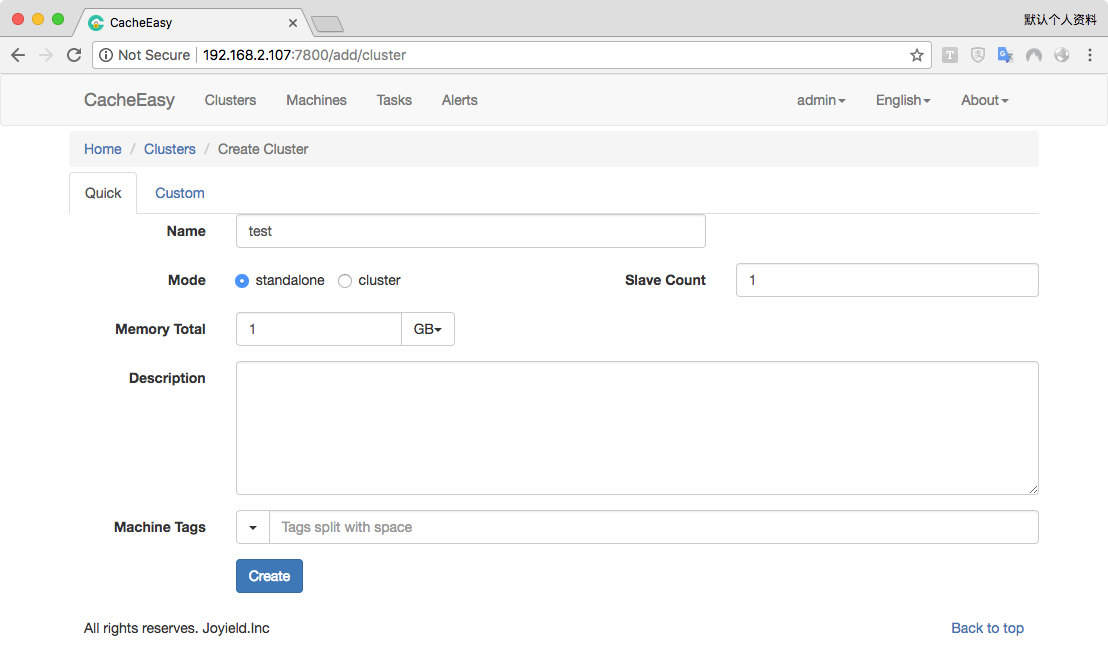 CacheEasy
默认个人资料
Not Secure 192.168.2.107:7800/add/cluster
CacheEasy Clusters Machines Tasks Alerts admin English About
Home / Clusters / Create Cluster
Quick Custom
Name test
Mode standalone cluster Slave Count 1
Memory Total 1 GB
Description
Machine Tags Tags split with space
Create
All rights reserves. Joyield.Inc Back to top